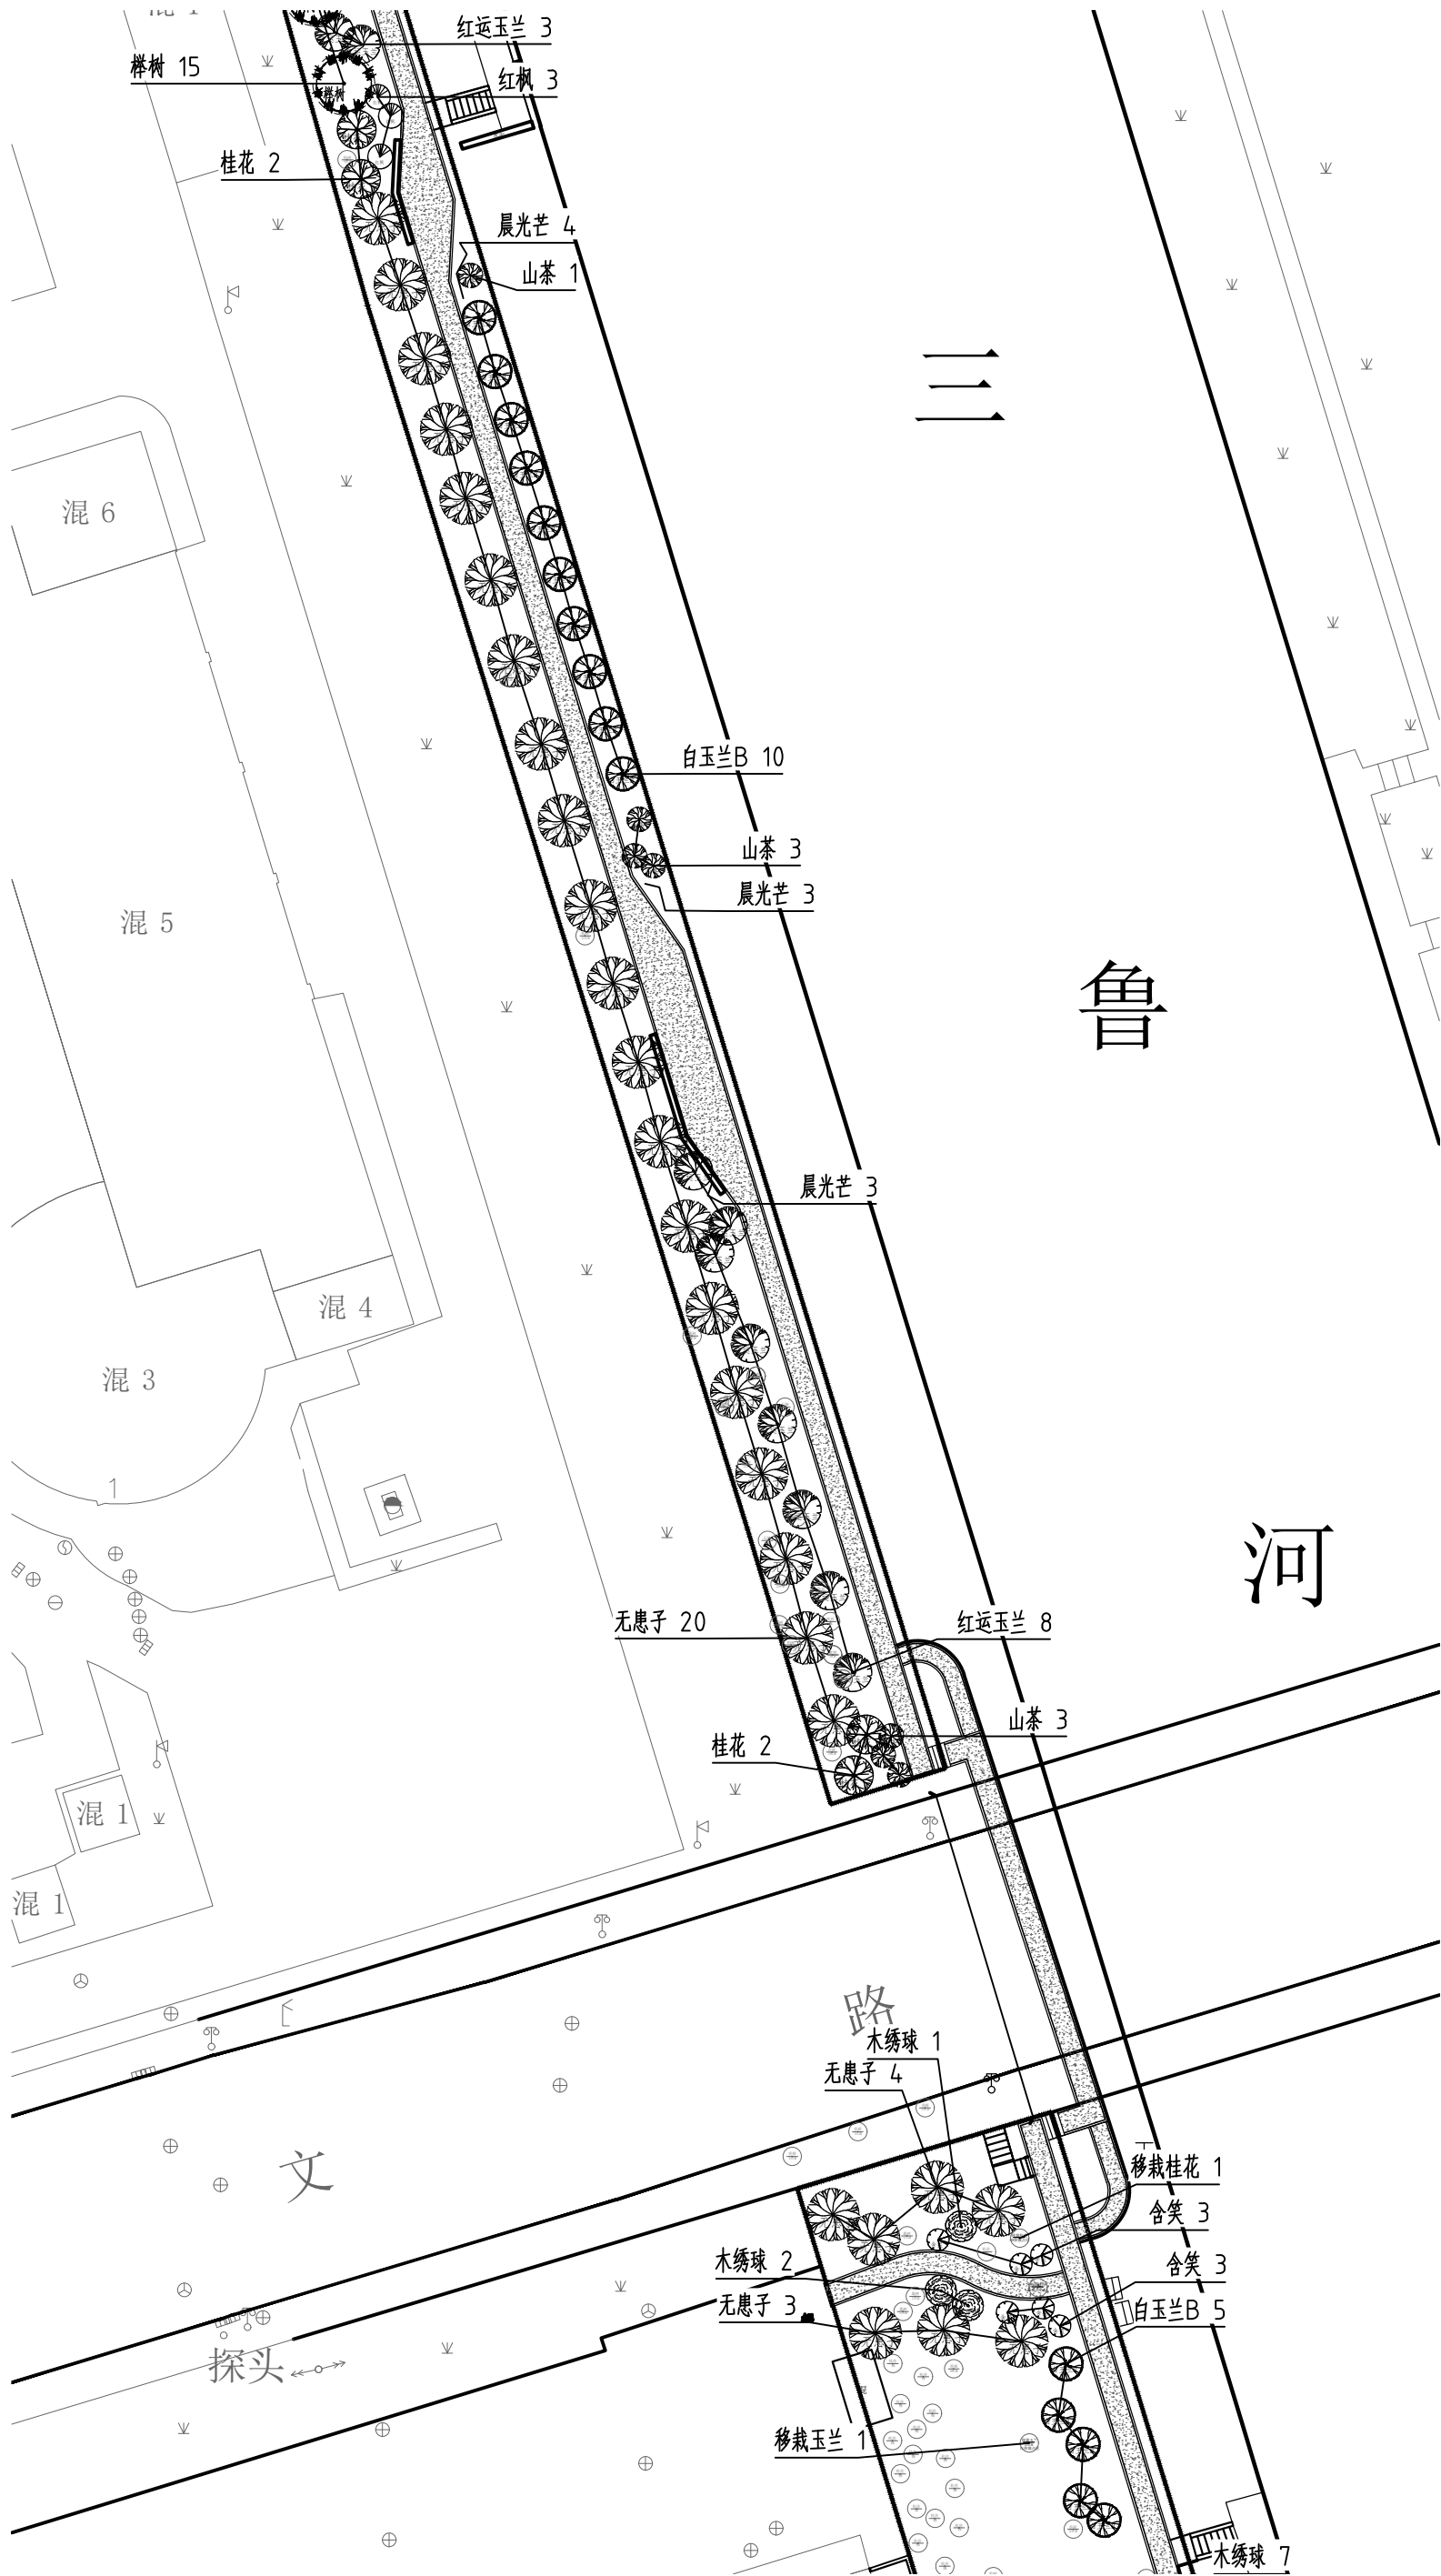 红运玉兰 3
榉树 15
红枫 3
榉树
桂花 2
晨光芒 4
山茶 1
三
混 6
白玉兰B 10
山茶 3
晨光芒 3
混 5
鲁
晨光芒 3
混 4
混 3
1
河
无患子 20
红运玉兰 8
山茶 3
桂花 2
混 1
混 1
路
木绣球 1
无患子 4
文
移栽桂花 1
含笑 3
木绣球 2
含笑 3
无患子 3
白玉兰B 5
探头
移栽玉兰 1
木绣球 7